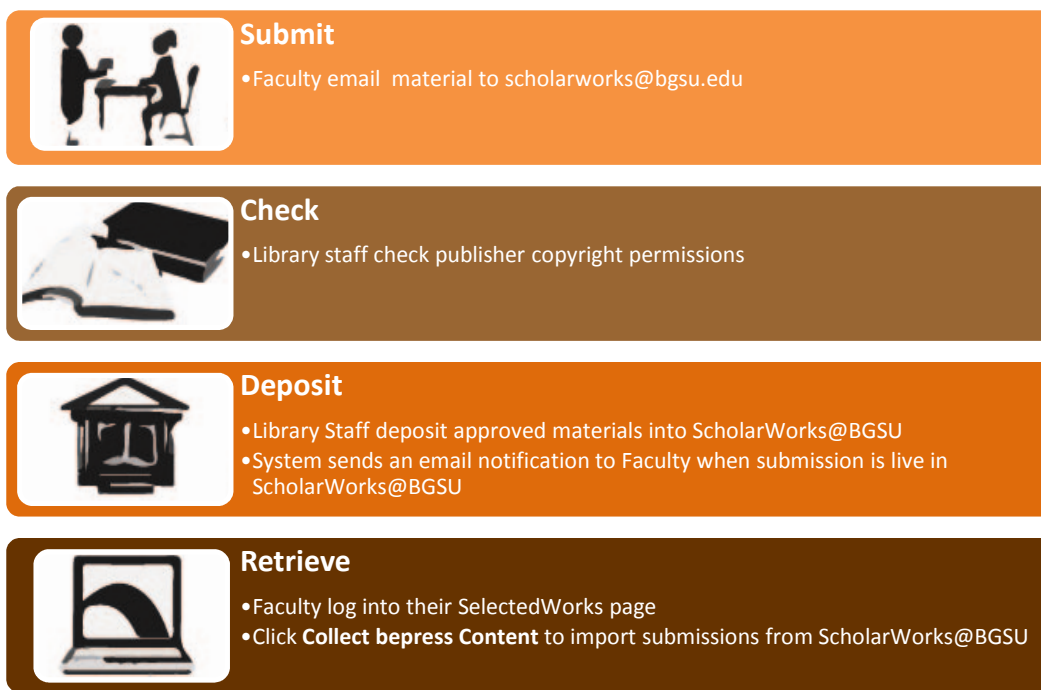 Submit
•Faculty email  material to scholarworks@bgsu.edu
Check
•Library staff check publisher copyright permissions
Deposit
•Library Staff deposit approved materials into ScholarWorks@BGSU
•System sends an email notification to Faculty when submission is live in
ScholarWorks@BGSU
Retrieve
•Faculty log into their SelectedWorks page
•Click Collect bepress Content to import submissions from ScholarWorks@BGSU